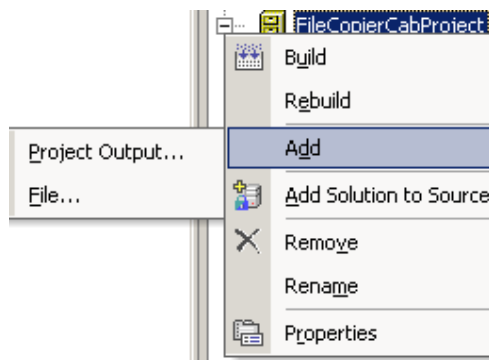 FileCopierCabProject
Build
Rebuild
Add
Project Output...
File...
Add Solution to Source
Remove
Rename
Properties